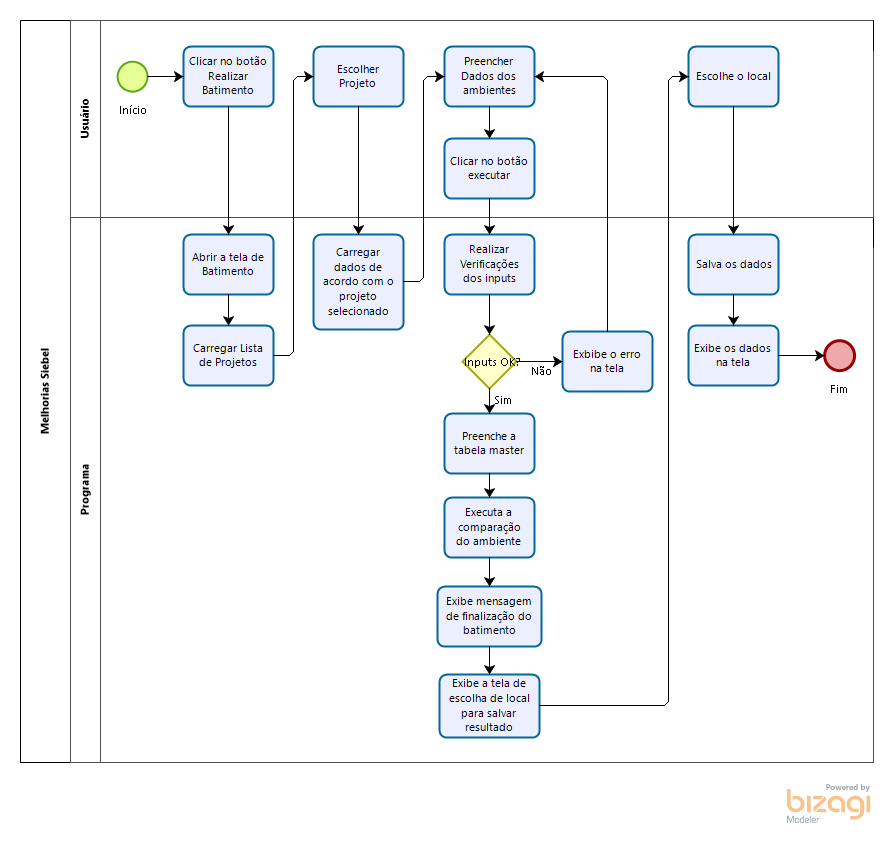 Melhorias Siebel
Usuário
Início
Clicar no botão
Realizar
Batimento
Escolher
Projeto
Preencher
Dados dos
ambientes
Clicar no botão
executar
Escolhe o local
Programa
Abrir a tela de
Batimento
Carregar Lista
de Projetos
Carregar
dados de
acordo com o
projeto
selecionado
Realizar
Verificações
dos inputs
Inputs OK?
Não
Exbibe o erro
na tela
Sim
Preenche a
tabela master
Executa a
comparação
do ambiente
Exibe mensagem
de finalização do
batimento
Exibe a tela de
escolha de local
para salvar
resultado
Salva os dados
Exibe os dados
na tela
Fim
Powered by
bizagi
Modeler